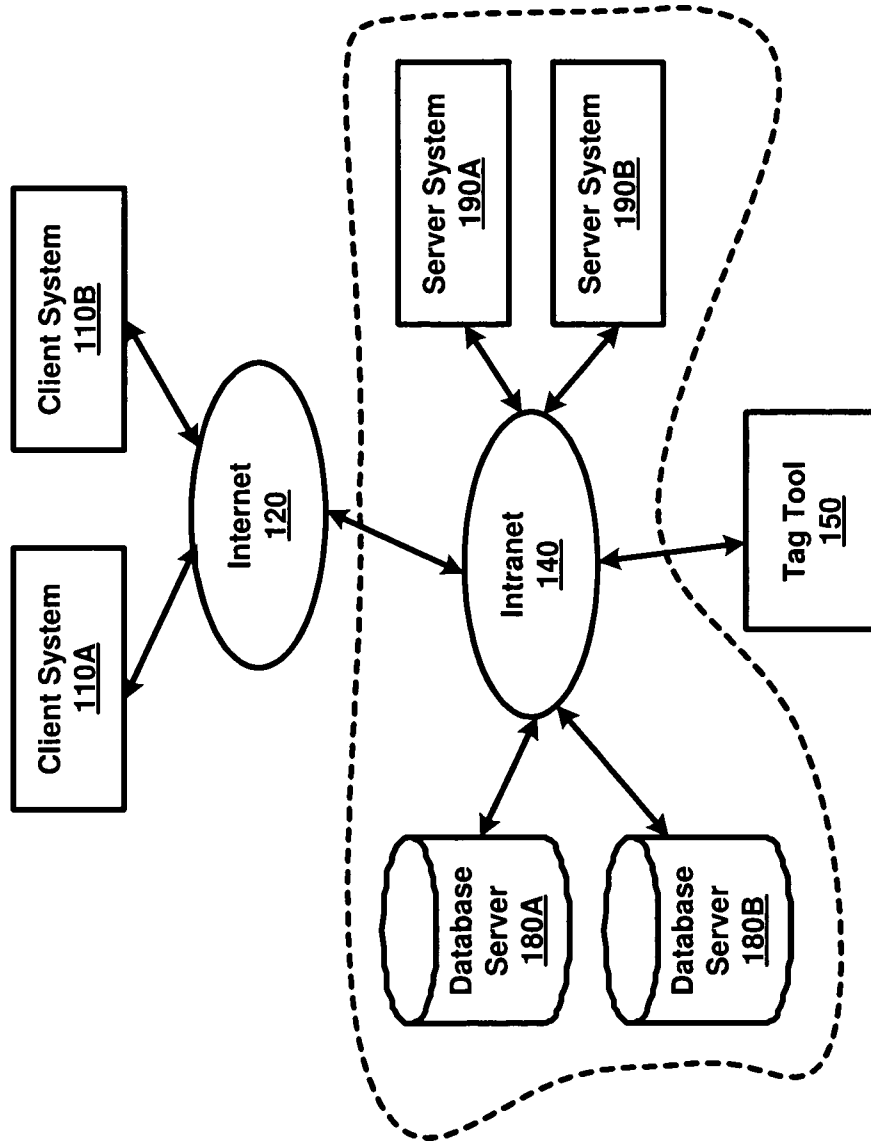 Client System
110A
Client System
110B
Internet
120
Intranet
140
Database
Server
180A
Database
Server
180B
Server System
190A
Server System
190B
Tag Tool
150